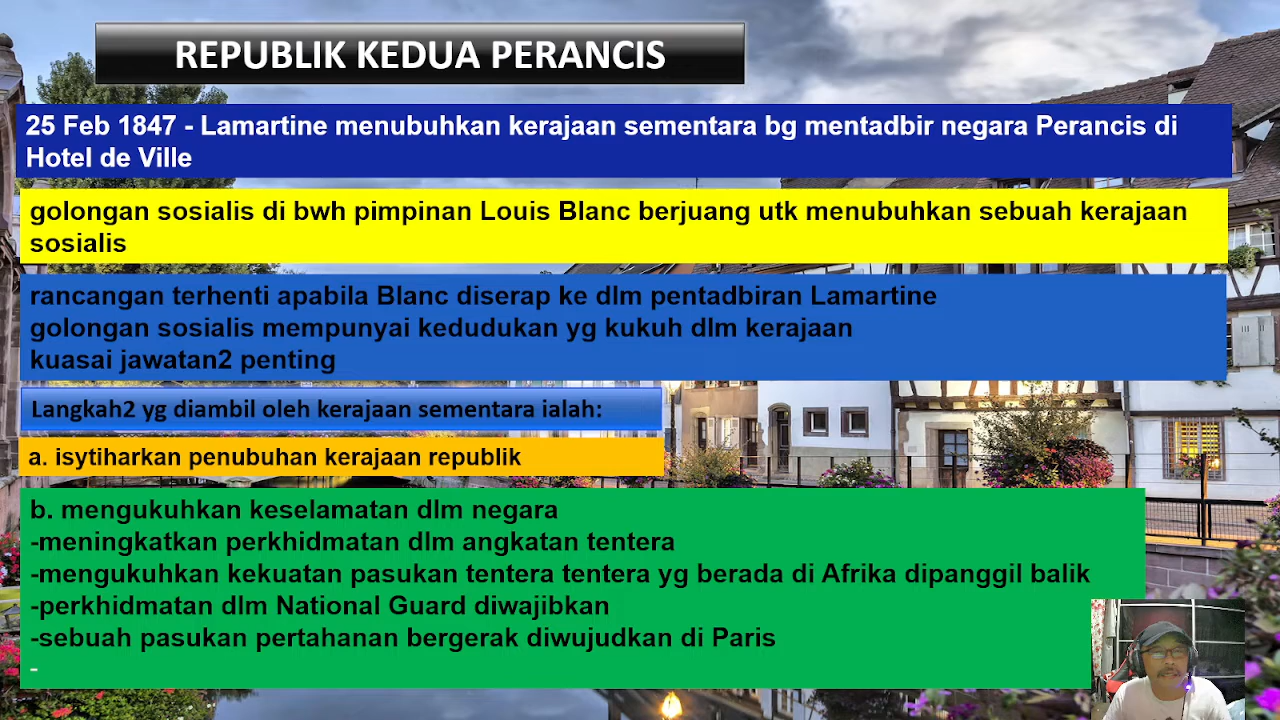 REPUBLIK KEDUA PERANCIS
25 Feb 1847 - Lamartine menubuhkan kerajaan sementara bg mentadbir negara Perancis di
Hotel de Ville
golongan sosialis di bwh pimpinan Louis Blanc berjuang utk menubuhkan sebuah kerajaan
sosialis
rancangan terhenti apabila Blanc diserap ke dlm pentadbiran Lamartine
golongan sosialis mempunyai kedudukan yg kukuh dlm kerajaan
kuasai jawatan2 penting
Langkah2 yg diambil oleh kerajaan sementara ialah:
a. isytiharkan penubuhan kerajaan republik
b. mengukuhkan keselamatan dlm negara
-meningkatkan perkhidmatan dlm angkatan tentera
-mengukuhkan kekuatan pasukan tentera tentera yg berada di Afrika dipanggil balik
-perkhidmatan dlm National Guard diwajibkan
-sebuah pasukan pertahanan bergerak diwujudkan di Paris
-